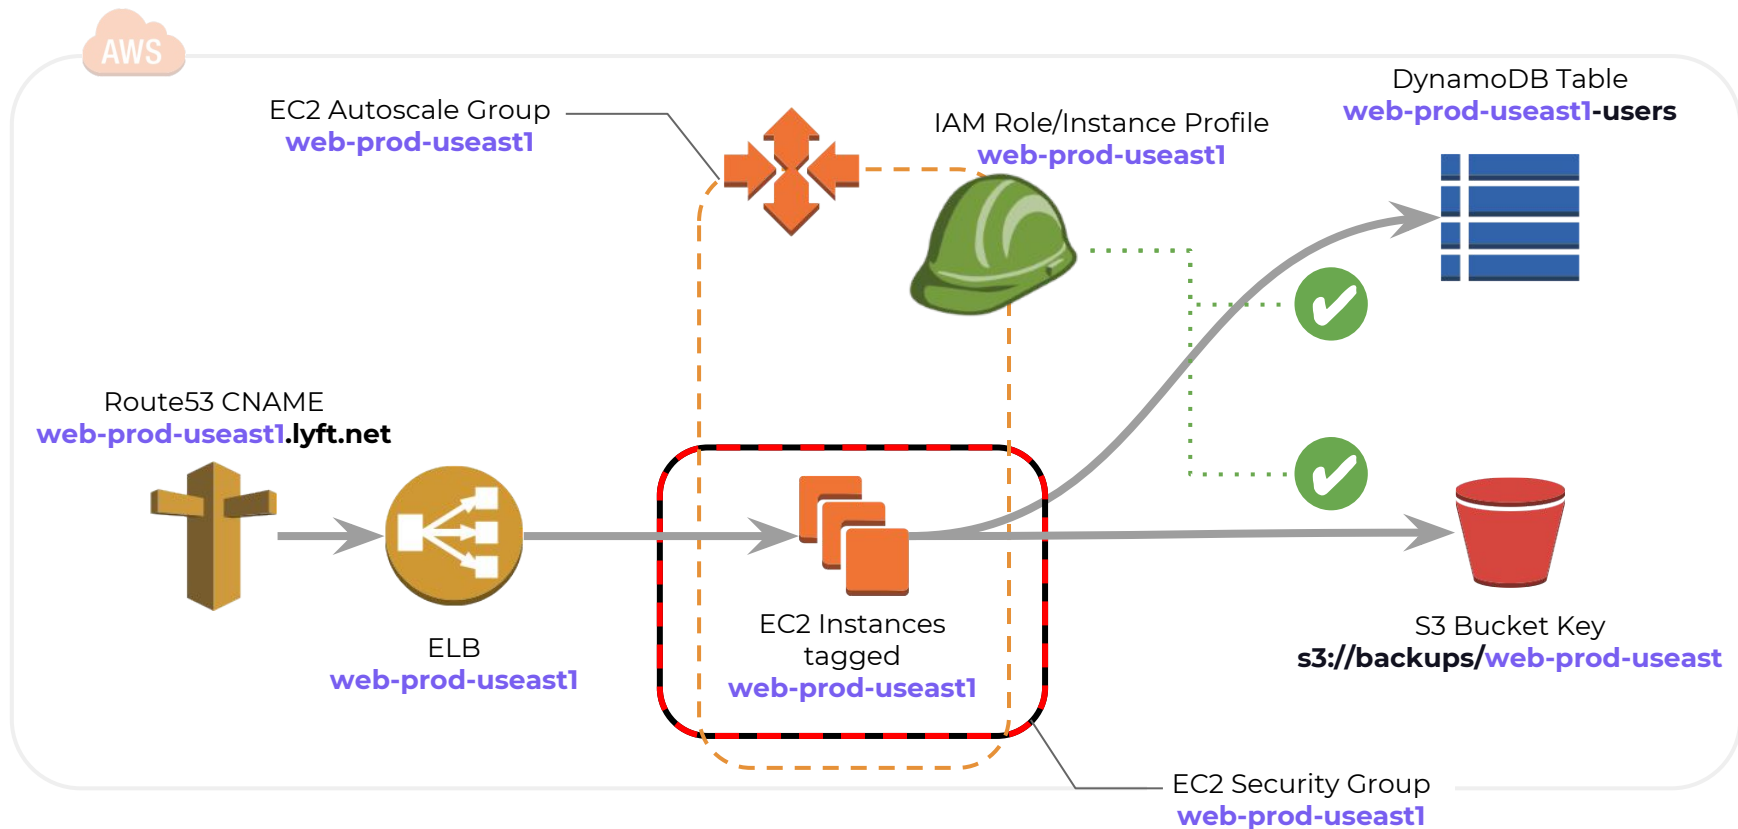 AWS
EC2 Autoscale Group
web-prod-useast1
IAM Role/Instance Profile
web-prod-useast1
DynamoDB Table
web-prod-useast1-users
Route53 CNAME
web-prod-useast1.lyft.net
ELB
web-prod-useast1
EC2 Instances
tagged
web-prod-useast1
S3 Bucket Key
s3://backups/web-prod-useast
EC2 Security Group
web-prod-useast1